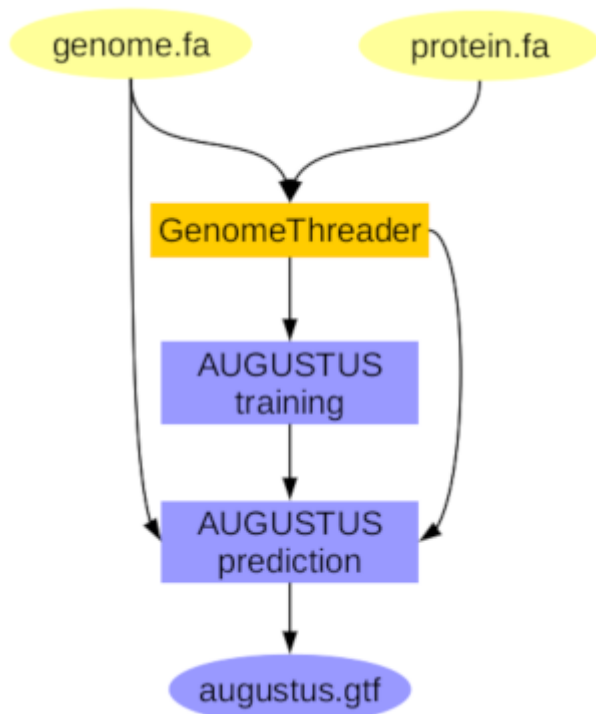 genome.fa
protein.fa
GenomeThreader
AUGUSTUS
training
AUGUSTUS
prediction
augustus.gtf